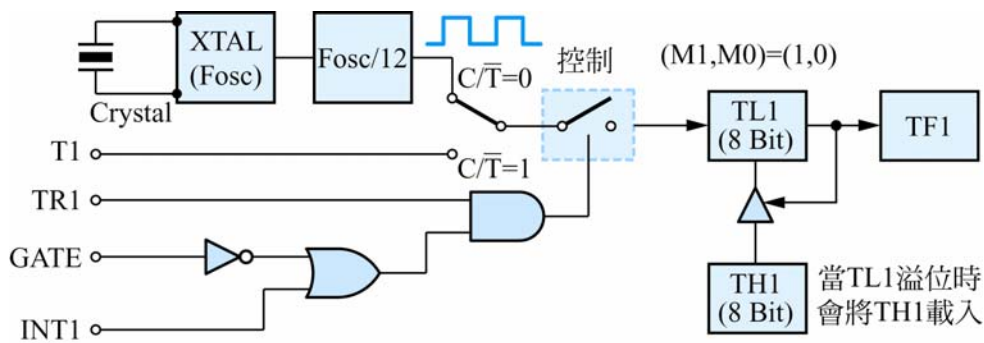 XTAL
(Fosc)
Fosc/12
Crystal
C/T̅=0
控制
(M1,M0)=(1,0)
TL1
(8 Bit)
TF1
T1
C/T̅=1
TR1
GATE
INT1
TH1
(8 Bit)
當TL1溢位時
會將TH1載入